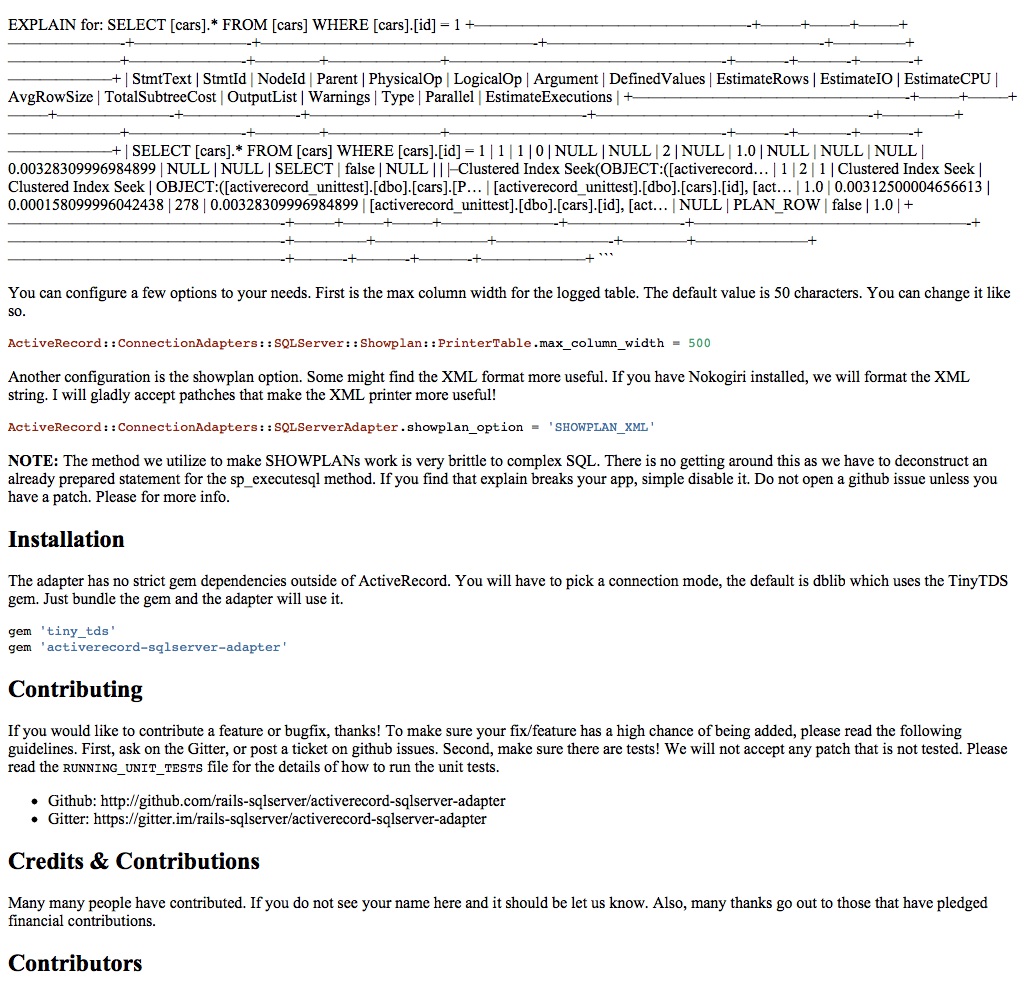 EXPLAIN for: SELECT [cars].* FROM [cars] WHERE [cars].[id] = 1 +————————————————-+———-+———-+———+
———————-+———————-+————————————————-+————————————————-+————–+
———————+———————-+————–+———————+————————————————-+———-+———-+———-+
——————–+ | StmtText | StmtId | NodeId | Parent | PhysicalOp | LogicalOp | Argument | DefinedValues | EstimateRows | EstimateIO | EstimateCPU |
AvgRowSize | TotalSubtreeCost | OutputList | Warnings | Type | Parallel | EstimateExecutions | +————————————————-+———+———+
———+———————-+———————-+————————————————-+————————————————-+————–+
———————+———————-+————–+———————+————————————————-+———-+———-+———-+
——————–+ | SELECT [cars].* FROM [cars] WHERE [cars].[id] = 1 | 1 | 1 | 0 | NULL | NULL | 2 | NULL | 1.0 | NULL | NULL | NULL |
0.00328309996984899 | NULL | NULL | SELECT | false | NULL | | |–Clustered Index Seek(OBJECT:([activerecord… | 1 | 2 | 1 | Clustered Index Seek |
Clustered Index Seek | OBJECT:([activerecord_unittest].[dbo].[cars].[P… | [activerecord_unittest].[dbo].[cars].[id], [act… | 1.0 | 0.00312500004656613 |
0.000158099996042438 | 278 | 0.00328309996984899 | [activerecord_unittest].[dbo].[cars].[id], [act… | NULL | PLAN_ROW | false | 1.0 | +
————————————————-+———+———+———+———————-+———————-+————————————————-+
————————————————-+————–+———————+———————-+————–+———————+
————————————————-+———-+———-+———-+——————–+ ```
You can configure a few options to your needs. First is the max column width for the logged table. The default value is 50 characters. You can change it like
so.
ActiveRecord::ConnectionAdapters::SQLServer::Showplan::PrinterTable.max_column_width = 500
Another configuration is the showplan option. Some might find the XML format more useful. If you have Nokogiri installed, we will format the XML
string. I will gladly accept pathches that make the XML printer more useful!
ActiveRecord::ConnectionAdapters::SQLServerAdapter.showplan_option = 'SHOWPLAN_XML'
NOTE: The method we utilize to make SHOWPLANs work is very brittle to complex SQL. There is no getting around this as we have to deconstruct an
already prepared statement for the sp_executesql method. If you find that explain breaks your app, simple disable it. Do not open a github issue unless you
have a patch. Please for more info.
Installation
The adapter has no strict gem dependencies outside of ActiveRecord. You will have to pick a connection mode, the default is dblib which uses the TinyTDS
gem. Just bundle the gem and the adapter will use it.
gem 'tiny_tds'
gem 'activerecord-sqlserver-adapter'
Contributing
If you would like to contribute a feature or bugfix, thanks! To make sure your fix/feature has a high chance of being added, please read the following
guidelines. First, ask on the Gitter, or post a ticket on github issues. Second, make sure there are tests! We will not accept any patch that is not tested. Please
read the RUNNING_UNIT_TESTS file for the details of how to run the unit tests.
• Github: http://github.com/rails-sqlserver/activerecord-sqlserver-adapter
• Gitter: https://gitter.im/rails-sqlserver/activerecord-sqlserver-adapter
Credits & Contributions
Many many people have contributed. If you do not see your name here and it should be let us know. Also, many thanks go out to those that have pledged
financial contributions.
Contributors